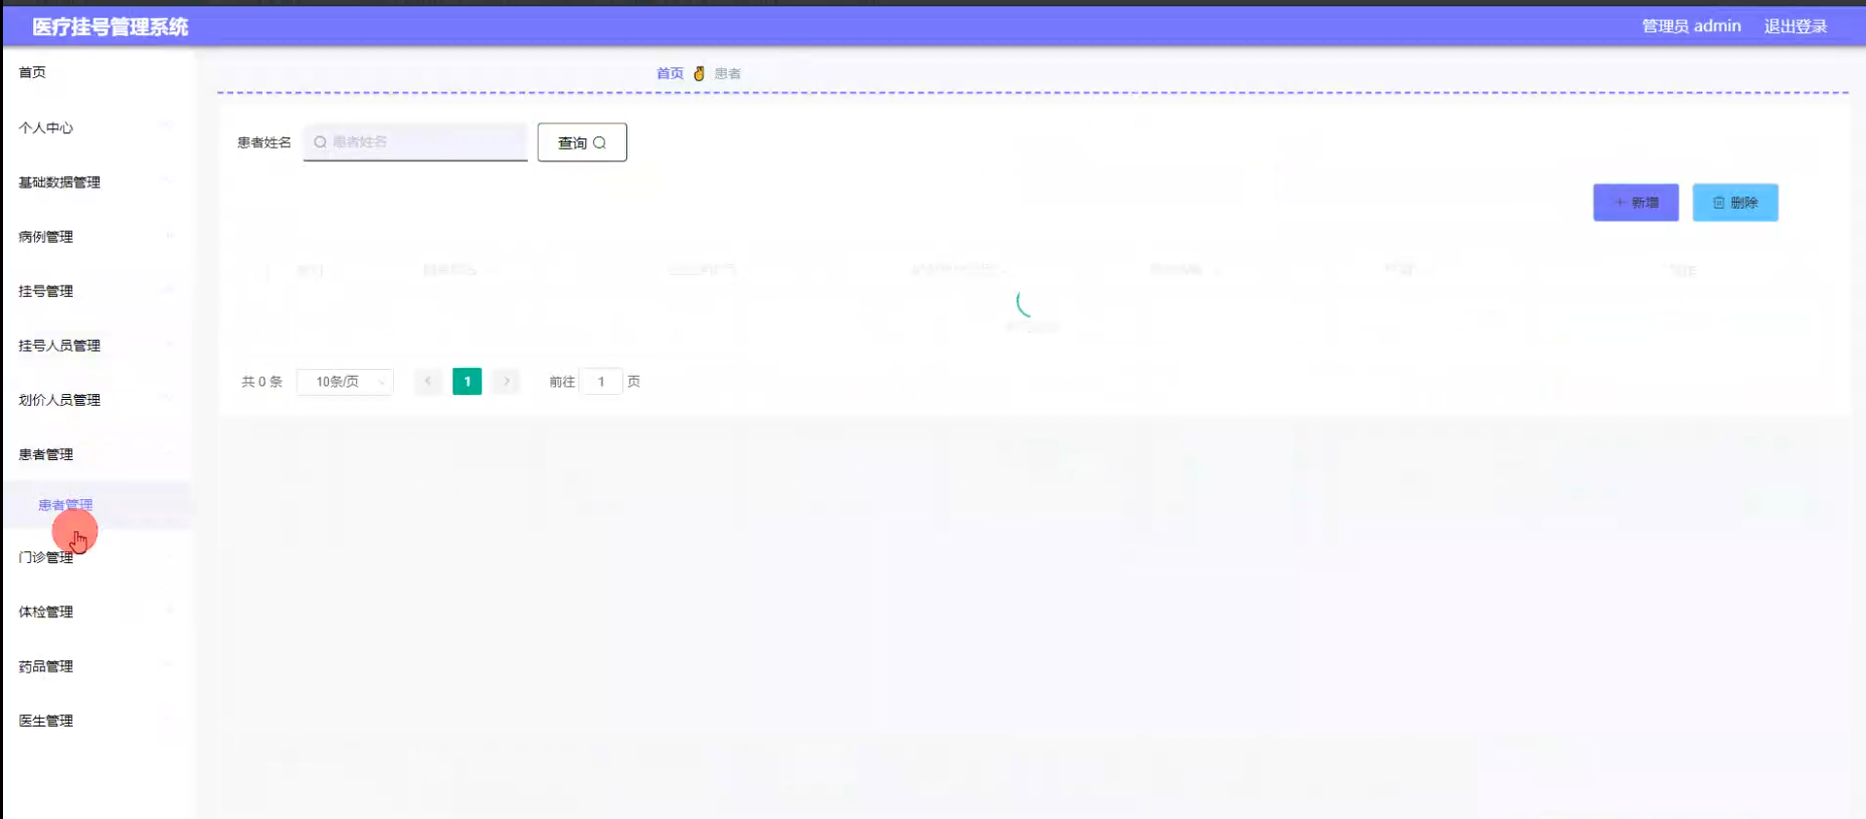 医疗挂号管理系统
管理员 admin 退出登录
首页
首页 患者
个人中心
患者姓名 患者姓名 查询
基础数据管理
新增 删除
病例管理
挂号管理
挂号人员管理
划价人员管理
共 0 条 10条/页 1 前往 1 页
患者管理
患者管理
门诊管理
体检管理
药品管理
医生管理